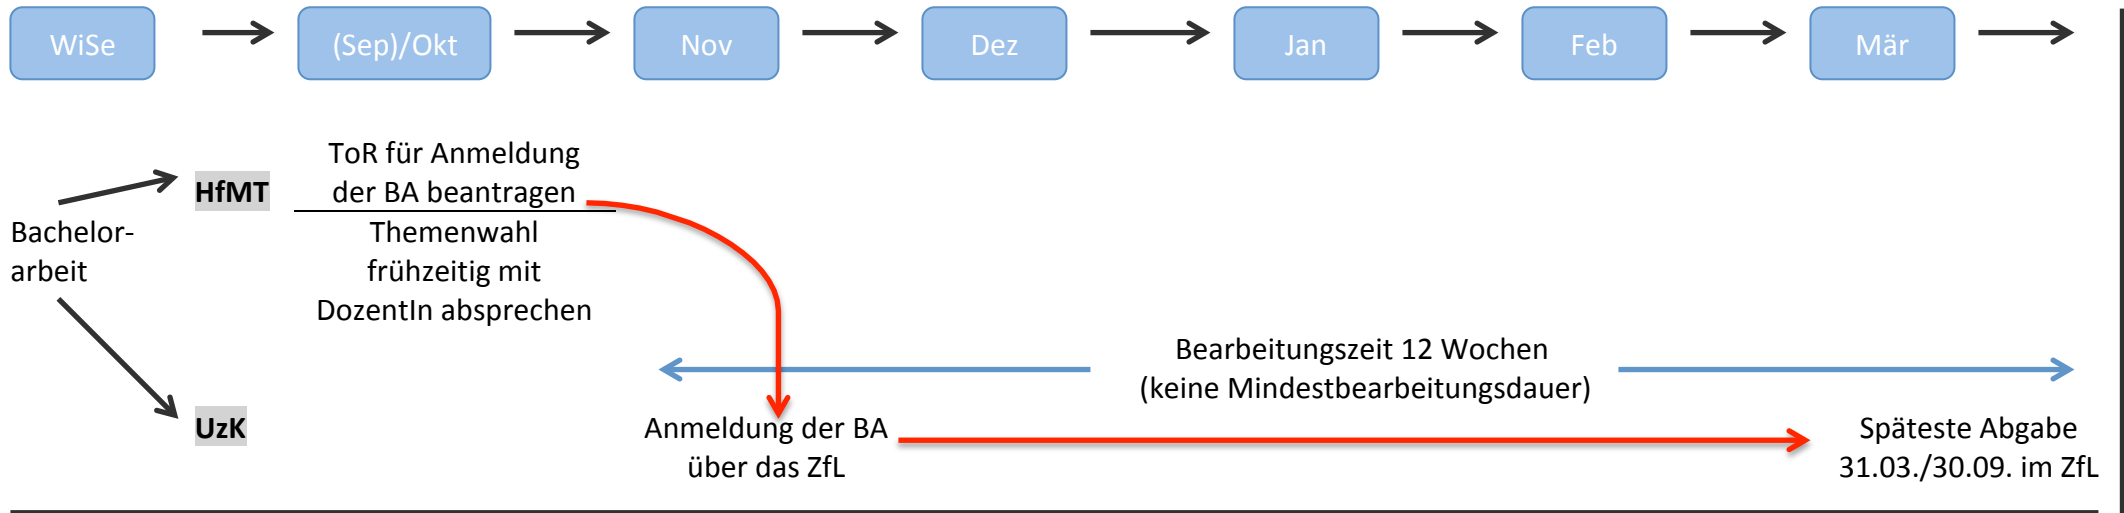 WiSe
(Sep)/Okt
Nov
Dez
Jan
Feb
Mär
Bachelor-
arbeit
HfMT
ToR für Anmeldung
der BA beantragen
Themenwahl
frühzeitig mit
DozentIn absprechen
Bearbeitungszeit 12 Wochen
(keine Mindestbearbeitungsdauer)
UzK
Anmeldung der BA
über das ZfL
Späteste Abgabe
31.03./30.09. im ZfL